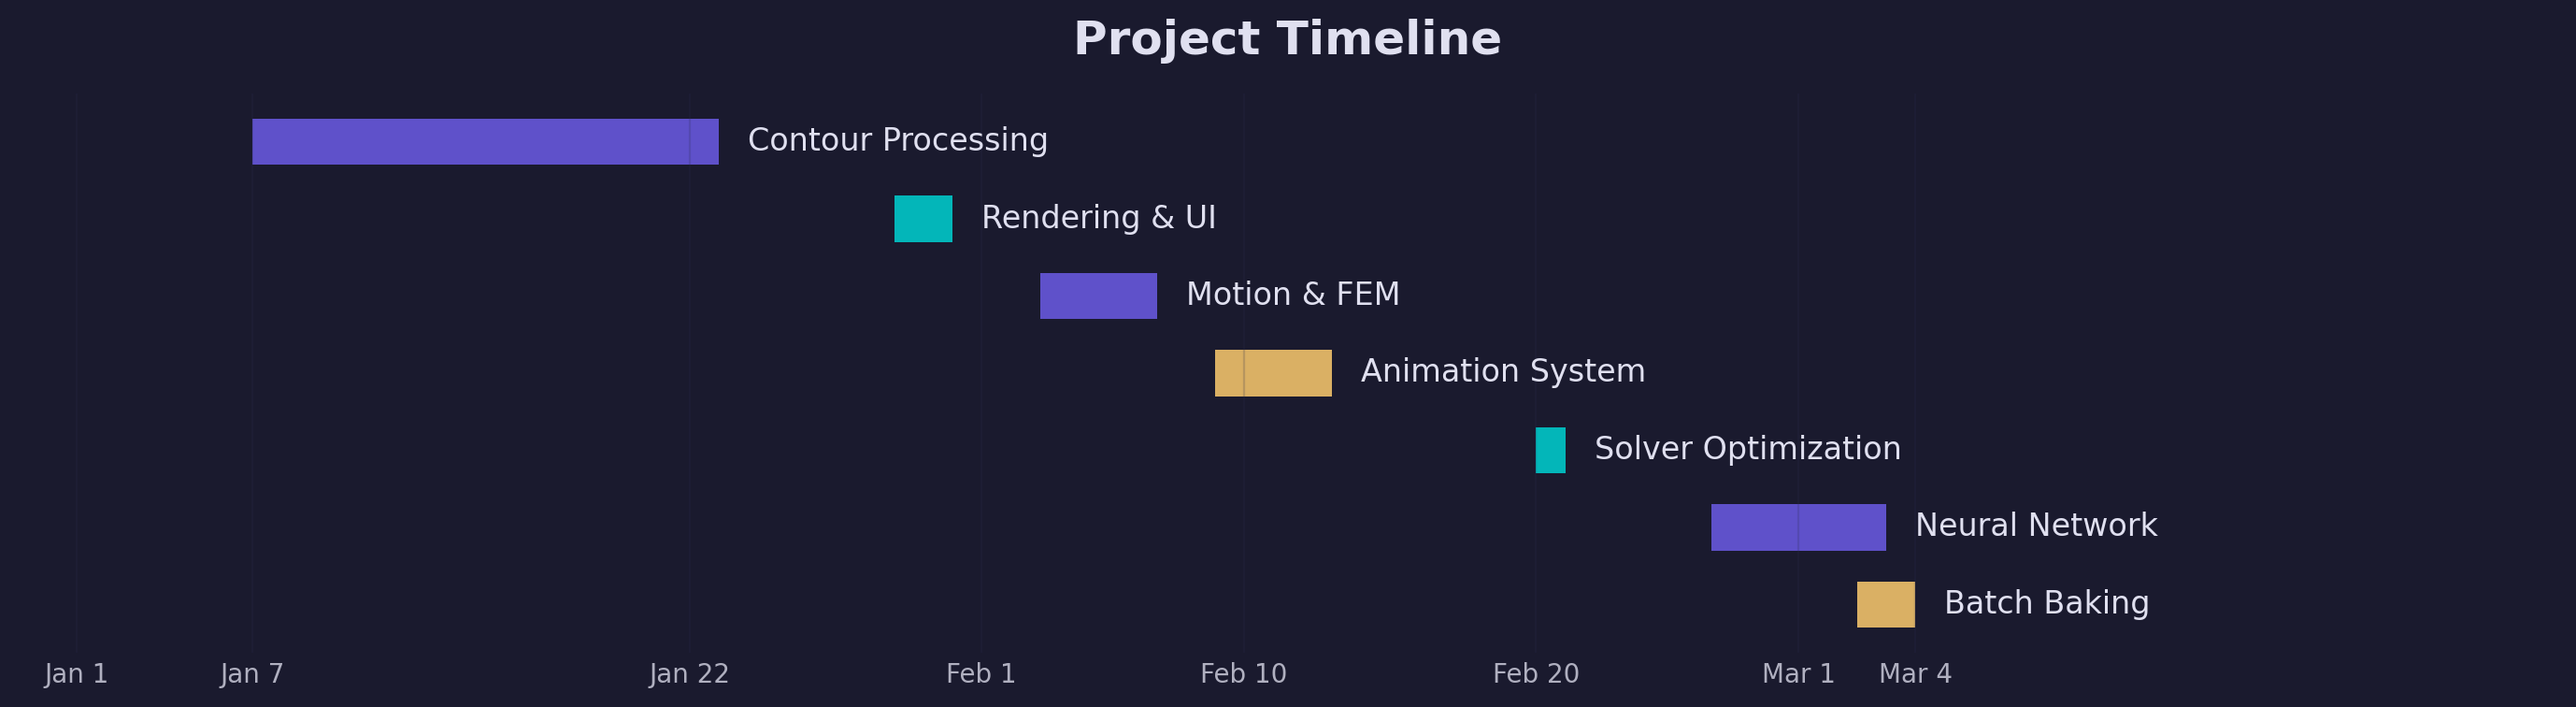 Project Timeline
Contour Processing
Rendering & UI
Motion & FEM
Animation System
Solver Optimization
Neural Network
Batch Baking
Jan 1 Jan 7 Jan 22 Feb 1 Feb 10 Feb 20 Mar 1 Mar 4